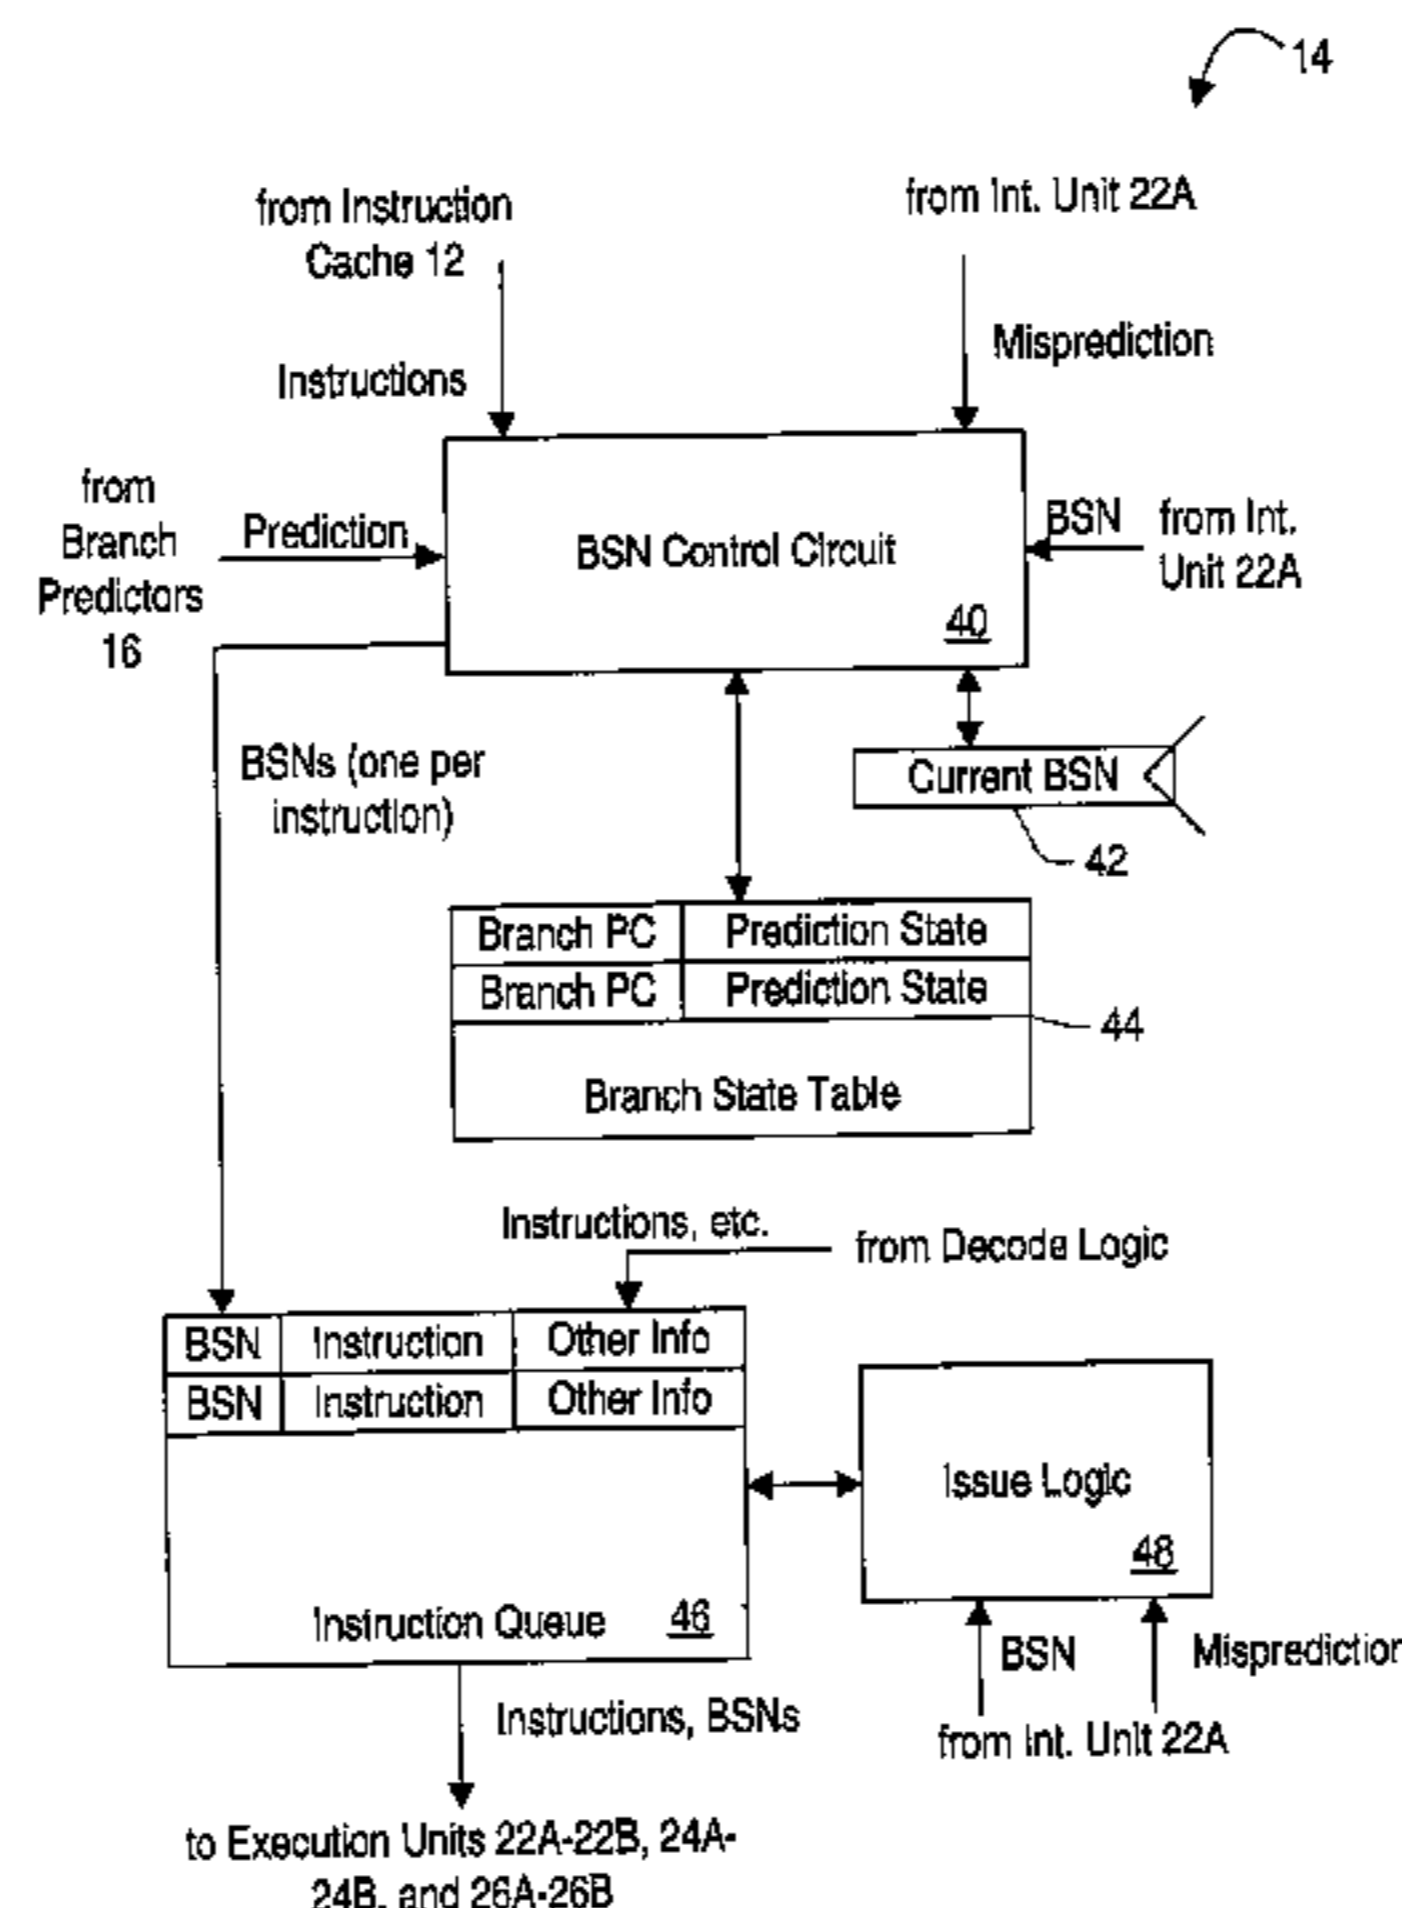 14
from Instruction
Cache 12
from Int. Unit 22A
Misprediction
Instructions
from
Branch
Predictors
16
Prediction
BSN Control Circuit
40
BSN
from Int.
Unit 22A
BSNs (one per
instruction)
Current BSN
42
Branch PC Prediction State
Branch PC Prediction State
44
Branch State Table
Instructions, etc.
from Decode Logic
BSN Instruction Other Info
BSN Instruction Other Info
Issue Logic
48
Instruction Queue 46
BSN
Misprediction
from Int. Unit 22A
Instructions, BSNs
to Execution Units 22A-22B, 24A-
24B, and 26A-26B